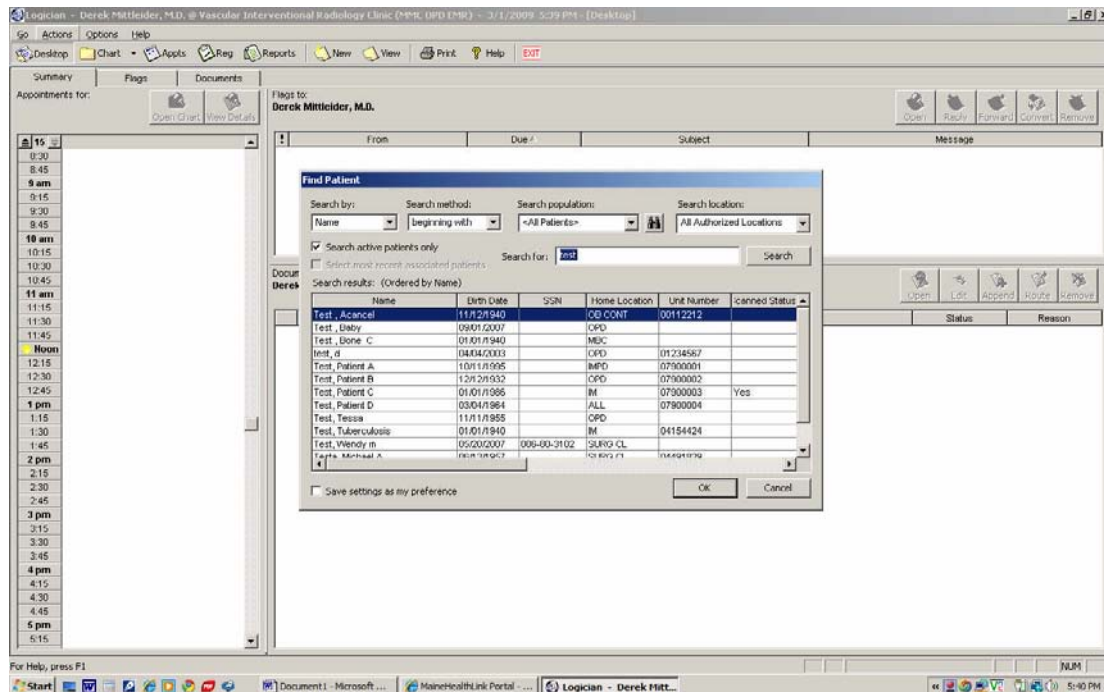 Logician - Derek Mittleider, M.D. @ Vascular Interventional Radiology Clinic (MMC OPD EMR) - 3/1/2009 5:39 PM - [Desktop]
Go Actions Options Help
Desktop Chart Appts Reg Reports New View Print Help EXIT
Summary Flags Documents
Appointments for:
Open Chart View Details
Flags to:
Derek Mittleider, M.D.
Open Reply Forward Convert Remove
! From Due Subject Message
15
8:30
8:45
9 am
9:15
9:30
9:45
10 am
10:15
10:30
10:45
11 am
11:15
11:30
11:45
Noon
12:15
12:30
12:45
1 pm
1:15
1:30
1:45
2 pm
2:15
2:30
2:45
3 pm
3:15
3:30
3:45
4 pm
4:15
4:30
4:45
5 pm
5:15
Find Patient
Search by: Search method: Search population: Search location:
Name beginning with <All Patients> All Authorized Locations
Search active patients only
Select most recent associated patients
Search for: test Search
Search results: (Ordered by Name)
Name Birth Date SSN Home Location Unit Number canned Status
Test , Acancel 11/12/1940 OB CONT 00112212
Test , Baby 09/01/2007 OPD
Test , Bone C 01/01/1940 MBC
test, d 04/04/2003 OPD 01234567
Test, Patient A 10/11/1995 IMPD 07900001
Test, Patient B 12/12/1932 OPD 07900002
Test, Patient C 01/01/1966 IM 07900003 Yes
Test, Patient D 03/04/1964 ALL 07900004
Test, Tessa 11/11/1955 OPD
Test, Tuberculosis 01/01/1940 IM 04154424
Test, Wendy m 05/20/2007 006-80-3102 SURG CL
Michael A SURG CL
Save settings as my preference
OK Cancel
Docum
Derek
Open Edit Append Route Remove
Status Reason
For Help, press F1
NUM
Start Document1 - Microsoft ... MaineHealthLink Portal - ... Logician - Derek Mitt... 5:40 PM